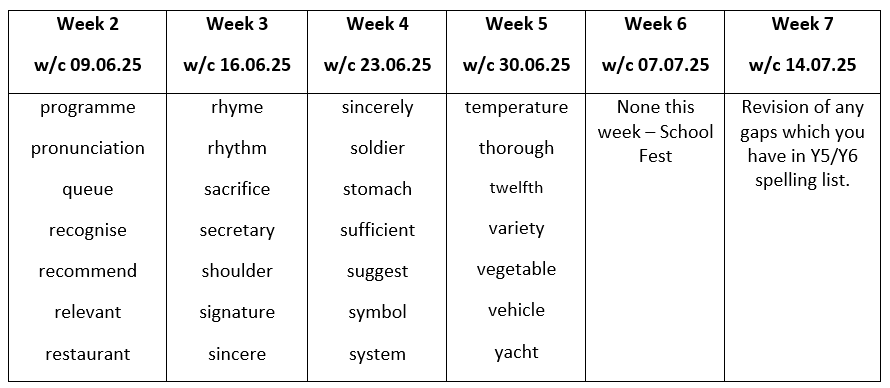 Week 2 Week 3 Week 4 Week 5 Week 6 Week 7
w/c 09.06.25 w/c 16.06.25 w/c 23.06.25 w/c 30.06.25 w/c 07.07.25 w/c 14.07.25
programme rhyme sincerely temperature None this Revision of any
pronunciation rhythm soldier thorough week – School gaps which you
queue sacrifice stomach twelfth Fest have in Y5/Y6
recognise secretary sufficient variety spelling list.
recommend shoulder suggest vegetable
relevant signature symbol vehicle
restaurant sincere system yacht